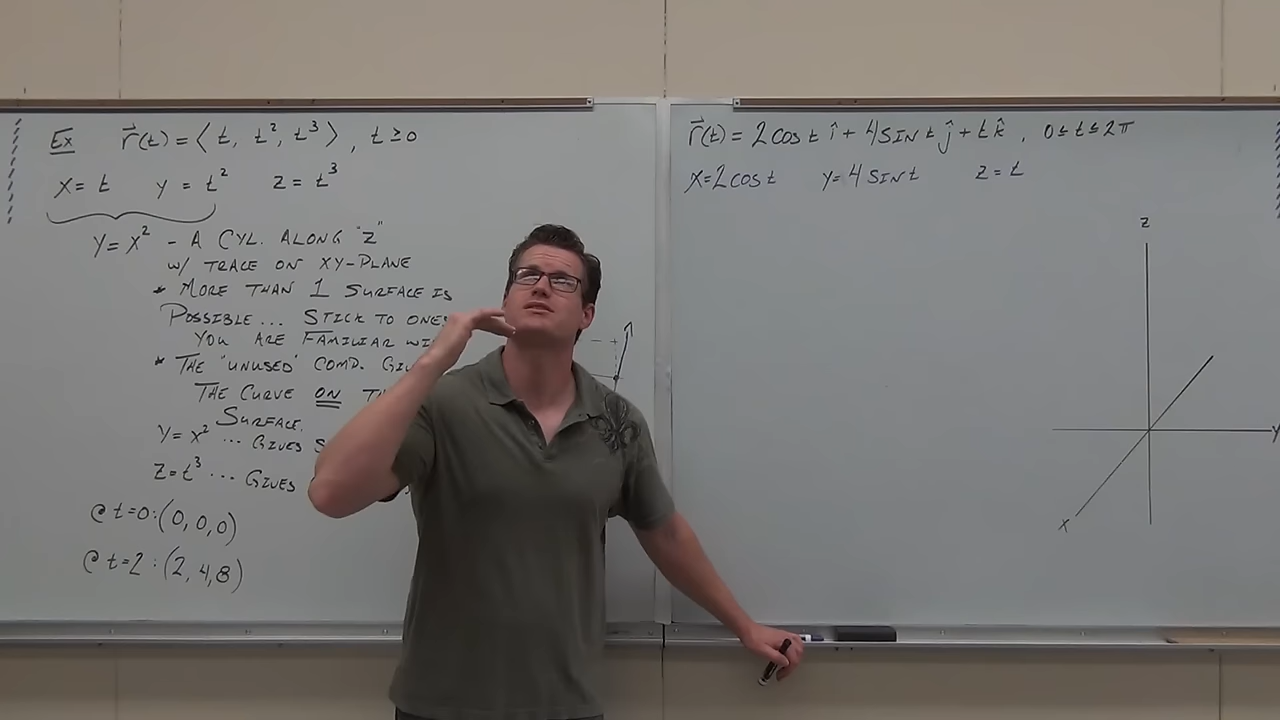 Ex r⃗(t) = ⟨t, t², t³⟩, t ≥ 0
x = t y = t² z = t³
y = x² - A CYL. ALONG "Z"
W/ TRACE ON XY-PLANE
* MORE THAN 1 SURFACE IS
POSSIBLE... STICK TO ONES
YOU ARE FAMILIAR
* THE "UNUSED" COMP.
THE CURVE ON
SURFACE.
y = x² ... GIVES
z = t³ ... GIVES
@ t=0: (0, 0, 0)
@ t=2: (2, 4, 8)
r⃗(t) = 2cos t î + 4 sin t ĵ + t k̂, 0 ≤ t ≤ 2π
x = 2cos t y = 4 sin t z = t
z
y
x